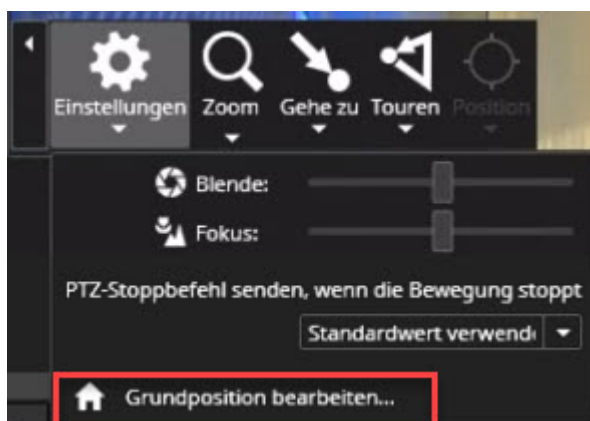 Einstellungen Zoom Gehe zu Touren Position
Blende:
Fokus:
PTZ-Stoppbefehl senden, wenn die Bewegung stoppt
Standardwert verwend
Grundposition bearbeiten...